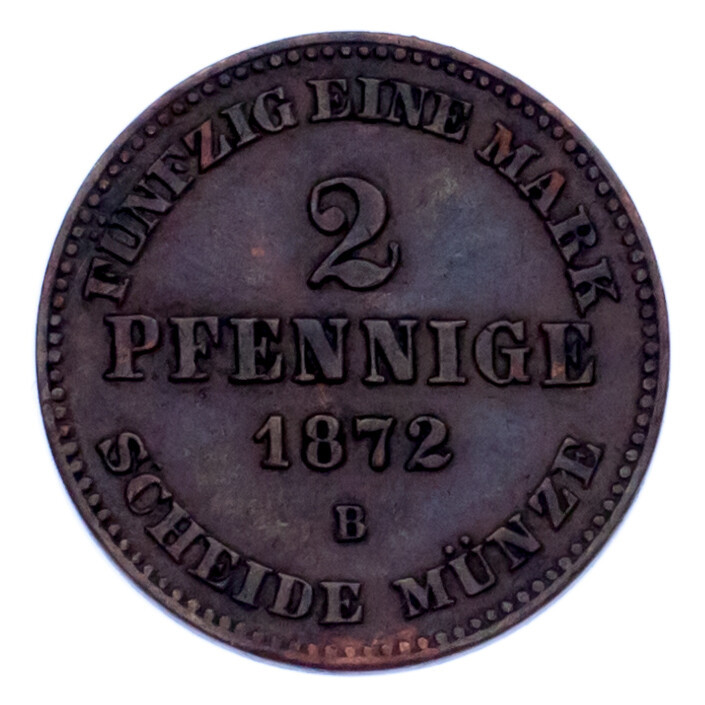 FÜNFZIG EINE MARK
2
PFENNIGE
1872
B
SCHEIDE MÜNZE